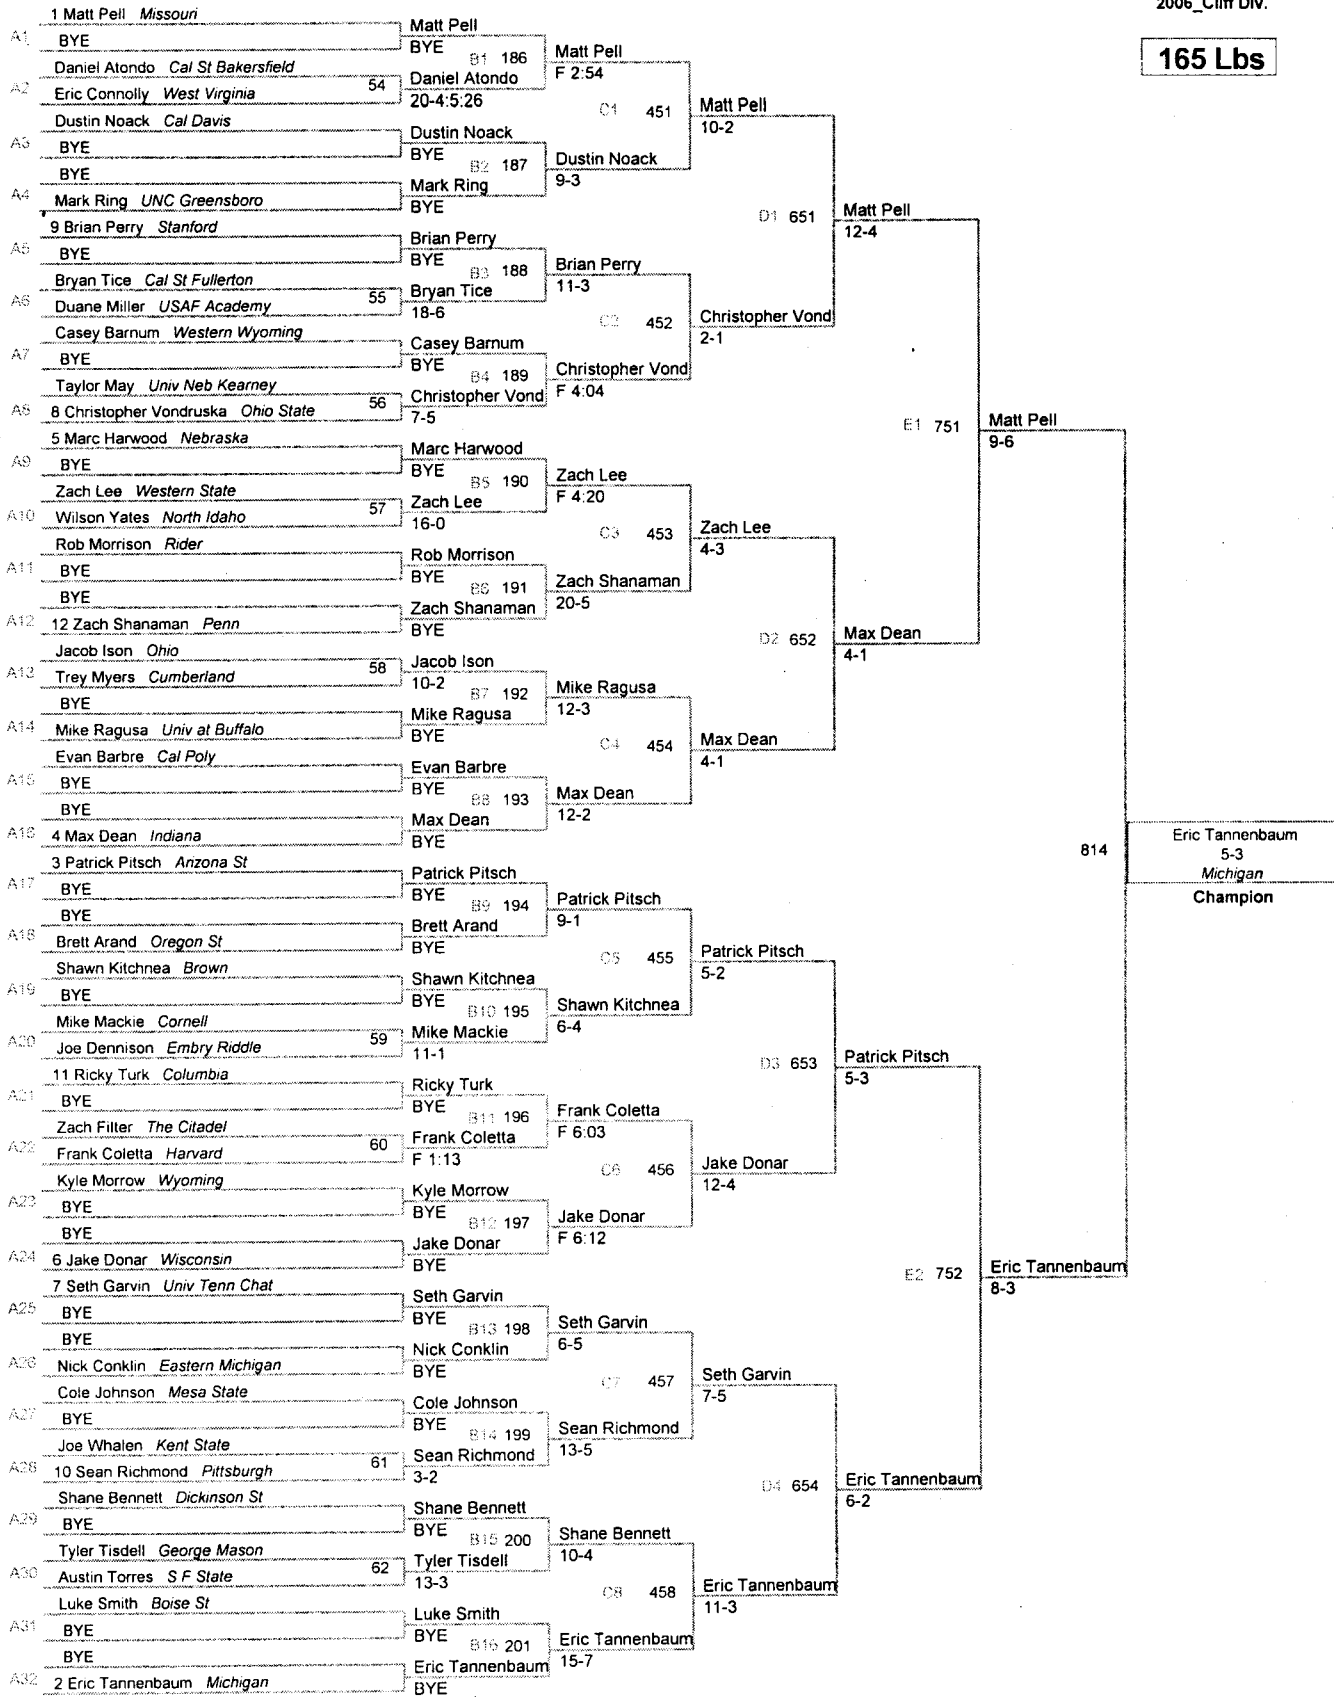 2006_Cliff Div.
165 Lbs
1 Matt Pell Missouri
A1 BYE
Daniel Atondo Cal St Bakersfield
A2 Eric Connolly West Virginia 54
Dustin Noack Cal Davis
A3 BYE
BYE
A4 Mark Ring UNC Greensboro
9 Brian Perry Stanford
A5 BYE
Bryan Tice Cal St Fullerton
A6 Duane Miller USAF Academy 55
Casey Barnum Western Wyoming
A7 BYE
Taylor May Univ Neb Kearney
A8 8 Christopher Vondruska Ohio State 56
5 Marc Harwood Nebraska
A9 BYE
Zach Lee Western State
A10 Wilson Yates North Idaho 57
Rob Morrison Rider
A11 BYE
BYE
A12 12 Zach Shanaman Penn
Jacob Ison Ohio
A13 Trey Myers Cumberland 58
BYE
A14 Mike Ragusa Univ at Buffalo
Evan Barbre Cal Poly
A15 BYE
BYE
A16 4 Max Dean Indiana
3 Patrick Pitsch Arizona St
A17 BYE
BYE
A18 Brett Arand Oregon St
Shawn Kitchnea Brown
A19 BYE
Mike Mackie Cornell
A20 Joe Dennison Embry Riddle 59
11 Ricky Turk Columbia
A21 BYE
Zach Filter The Citadel
A22 Frank Coletta Harvard 60
Kyle Morrow Wyoming
A23 BYE
BYE
A24 6 Jake Donar Wisconsin
7 Seth Garvin Univ Tenn Chat
A25 BYE
BYE
A26 Nick Conklin Eastern Michigan
Cole Johnson Mesa State
A27 BYE
Joe Whalen Kent State
A28 10 Sean Richmond Pittsburgh 61
Shane Bennett Dickinson St
A29 BYE
Tyler Tisdell George Mason
A30 Austin Torres S F State 62
Luke Smith Boise St
A31 BYE
BYE
A32 2 Eric Tannenbaum Michigan
Matt Pell
BYE
B1 186
Daniel Atondo
20-4:5:26
Dustin Noack
BYE
B2 187
Mark Ring
BYE
Brian Perry
BYE
B3 188
Bryan Tice
18-6
Casey Barnum
BYE
B4 189
Christopher Vond
7-5
Marc Harwood
BYE
B5 190
Zach Lee
16-0
Rob Morrison
BYE
B6 191
Zach Shanaman
BYE
Jacob Ison
10-2
B7 192
Mike Ragusa
BYE
Evan Barbre
BYE
B8 193
Max Dean
BYE
Patrick Pitsch
BYE
B9 194
Brett Arand
BYE
Shawn Kitchnea
BYE
B10 195
Mike Mackie
11-1
Ricky Turk
BYE
B11 196
Frank Coletta
F 1:13
Kyle Morrow
BYE
B12 197
Jake Donar
BYE
Seth Garvin
BYE
B13 198
Nick Conklin
BYE
Cole Johnson
BYE
B14 199
Sean Richmond
3-2
Shane Bennett
BYE
B15 200
Tyler Tisdell
13-3
Luke Smith
BYE
B16 201
Eric Tannenbaum
BYE
Matt Pell
F 2:54
C1 451
Dustin Noack
9-3
Brian Perry
11-3
C2 452
Christopher Vond
F 4:04
Zach Lee
F 4:20
C3 453
Zach Shanaman
20-5
Mike Ragusa
12-3
C4 454
Max Dean
12-2
Patrick Pitsch
9-1
C5 455
Shawn Kitchnea
6-4
Frank Coletta
F 6:03
C6 456
Jake Donar
F 6:12
Seth Garvin
6-5
C7 457
Sean Richmond
13-5
Shane Bennett
10-4
C8 458
Eric Tannenbaum
15-7
Matt Pell
10-2
D1 651
Christopher Vond
2-1
Zach Lee
4-3
D2 652
Max Dean
4-1
Patrick Pitsch
5-2
D3 653
Jake Donar
12-4
Seth Garvin
7-5
D4 654
Eric Tannenbaum
11-3
Matt Pell
12-4
E1 751
Max Dean
4-1
Patrick Pitsch
5-3
E2 752
Eric Tannenbaum
6-2
Matt Pell
9-6
814
Eric Tannenbaum
8-3
Eric Tannenbaum
5-3
Michigan
Champion